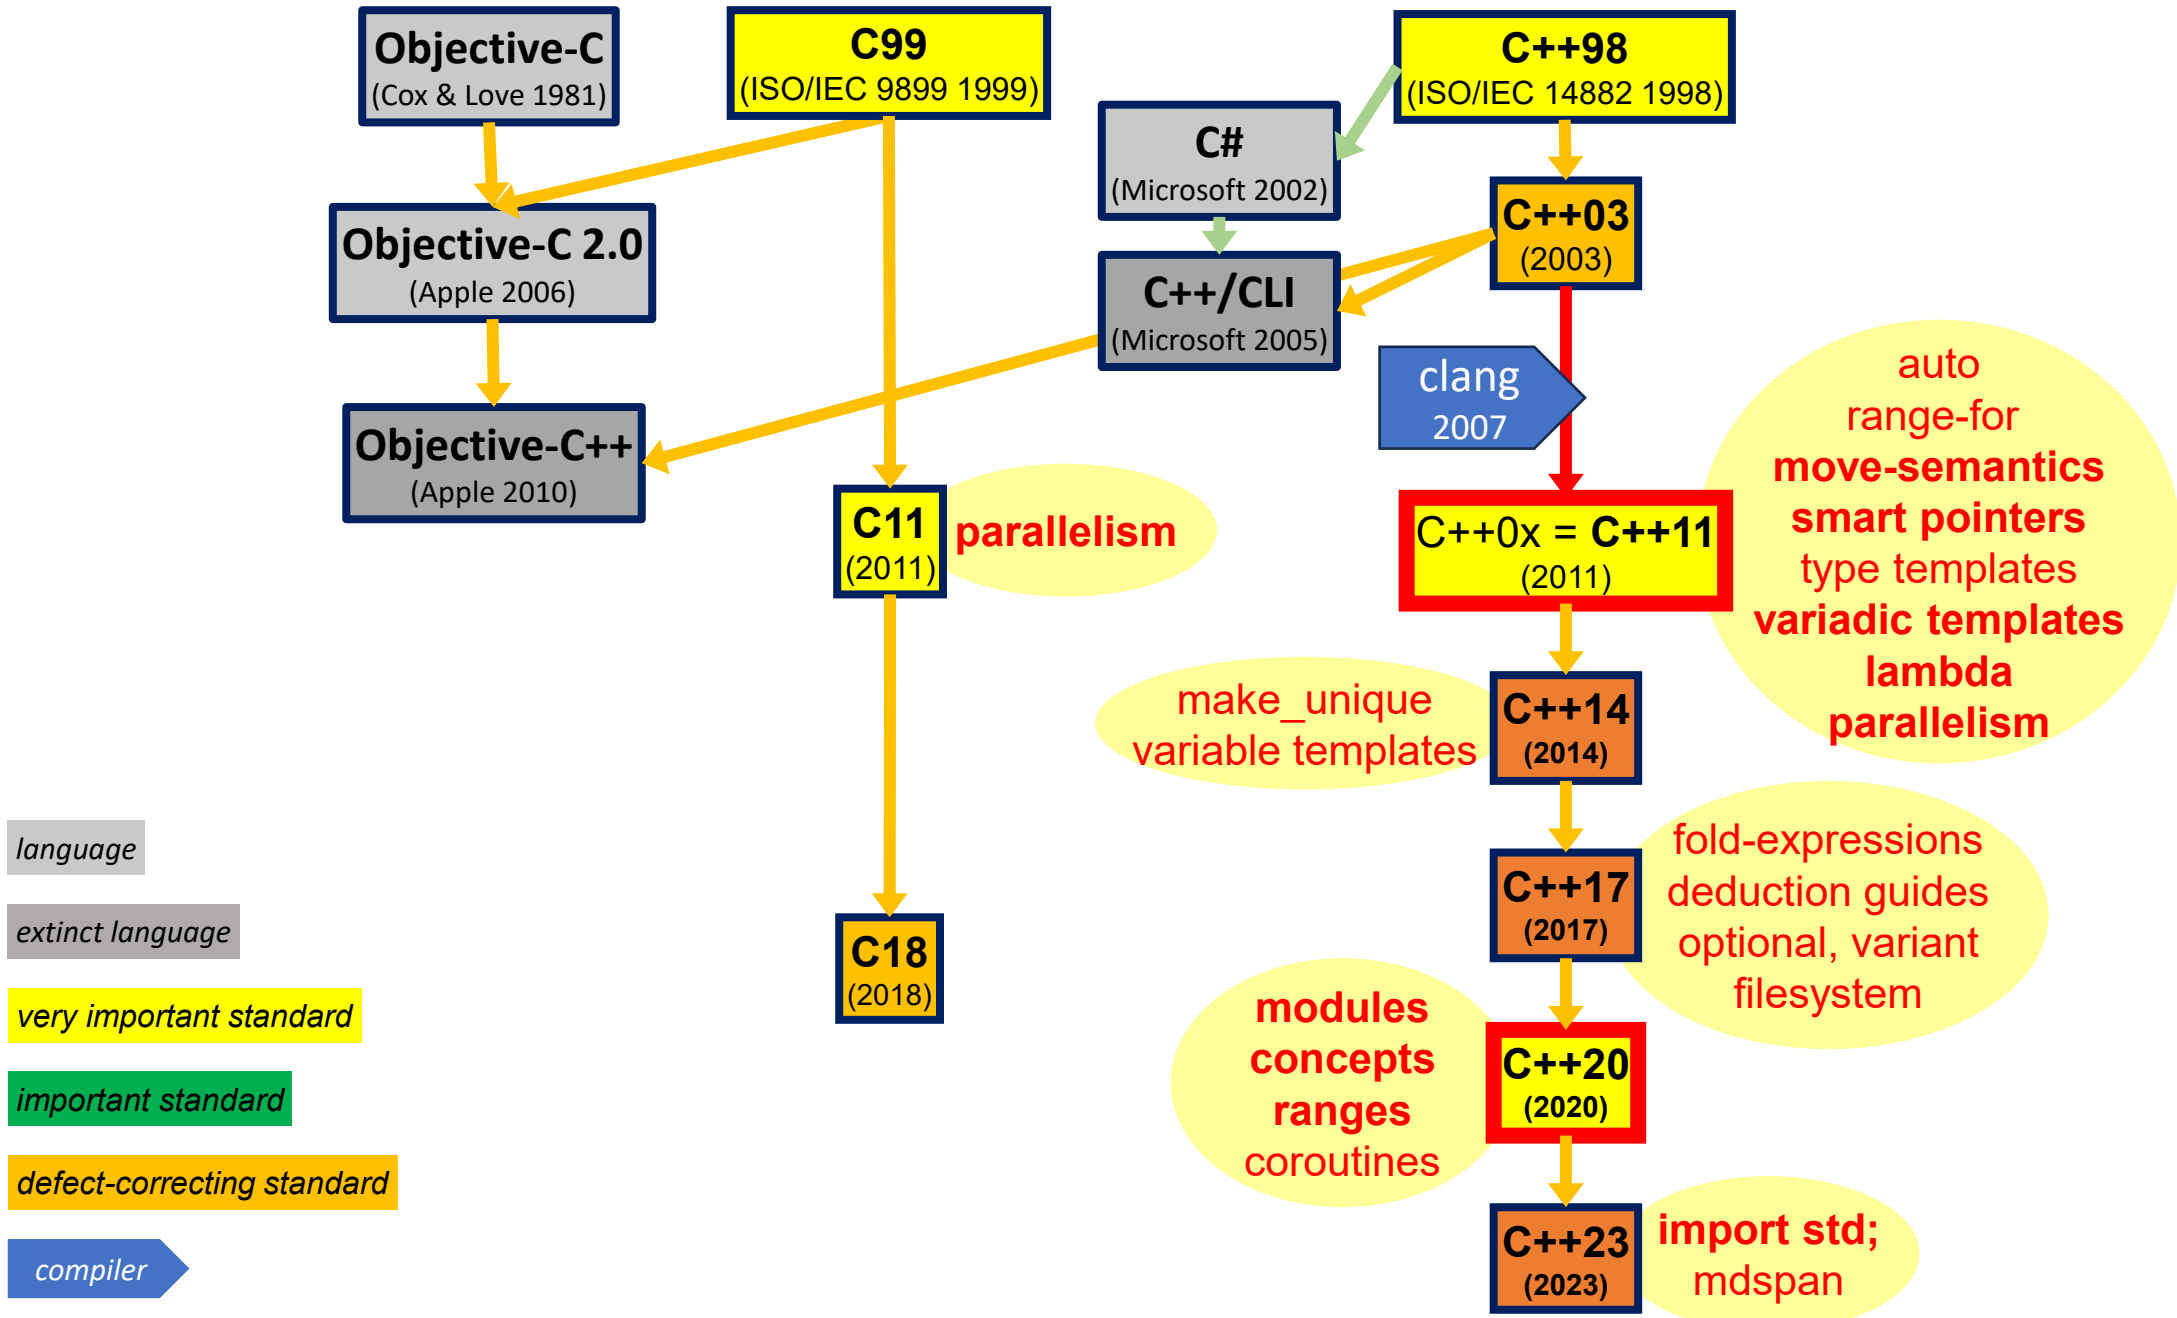 Objective-C
(Cox & Love 1981)
C99
(ISO/IEC 9899 1999)
C++98
(ISO/IEC 14882 1998)
C#
(Microsoft 2002)
C++03
(2003)
Objective-C 2.0
(Apple 2006)
C++/CLI
(Microsoft 2005)
clang
2007
Objective-C++
(Apple 2010)
C11
(2011)
parallelism
C++0x = C++11
(2011)
auto
range-for
move-semantics
smart pointers
type templates
variadic templates
lambda
parallelism
make_unique
variable templates
C++14
(2014)
C++17
(2017)
fold-expressions
deduction guides
optional, variant
filesystem
C18
(2018)
modules
concepts
ranges
coroutines
C++20
(2020)
C++23
(2023)
import std;
mdspan
language
extinct language
very important standard
important standard
defect-correcting standard
compiler